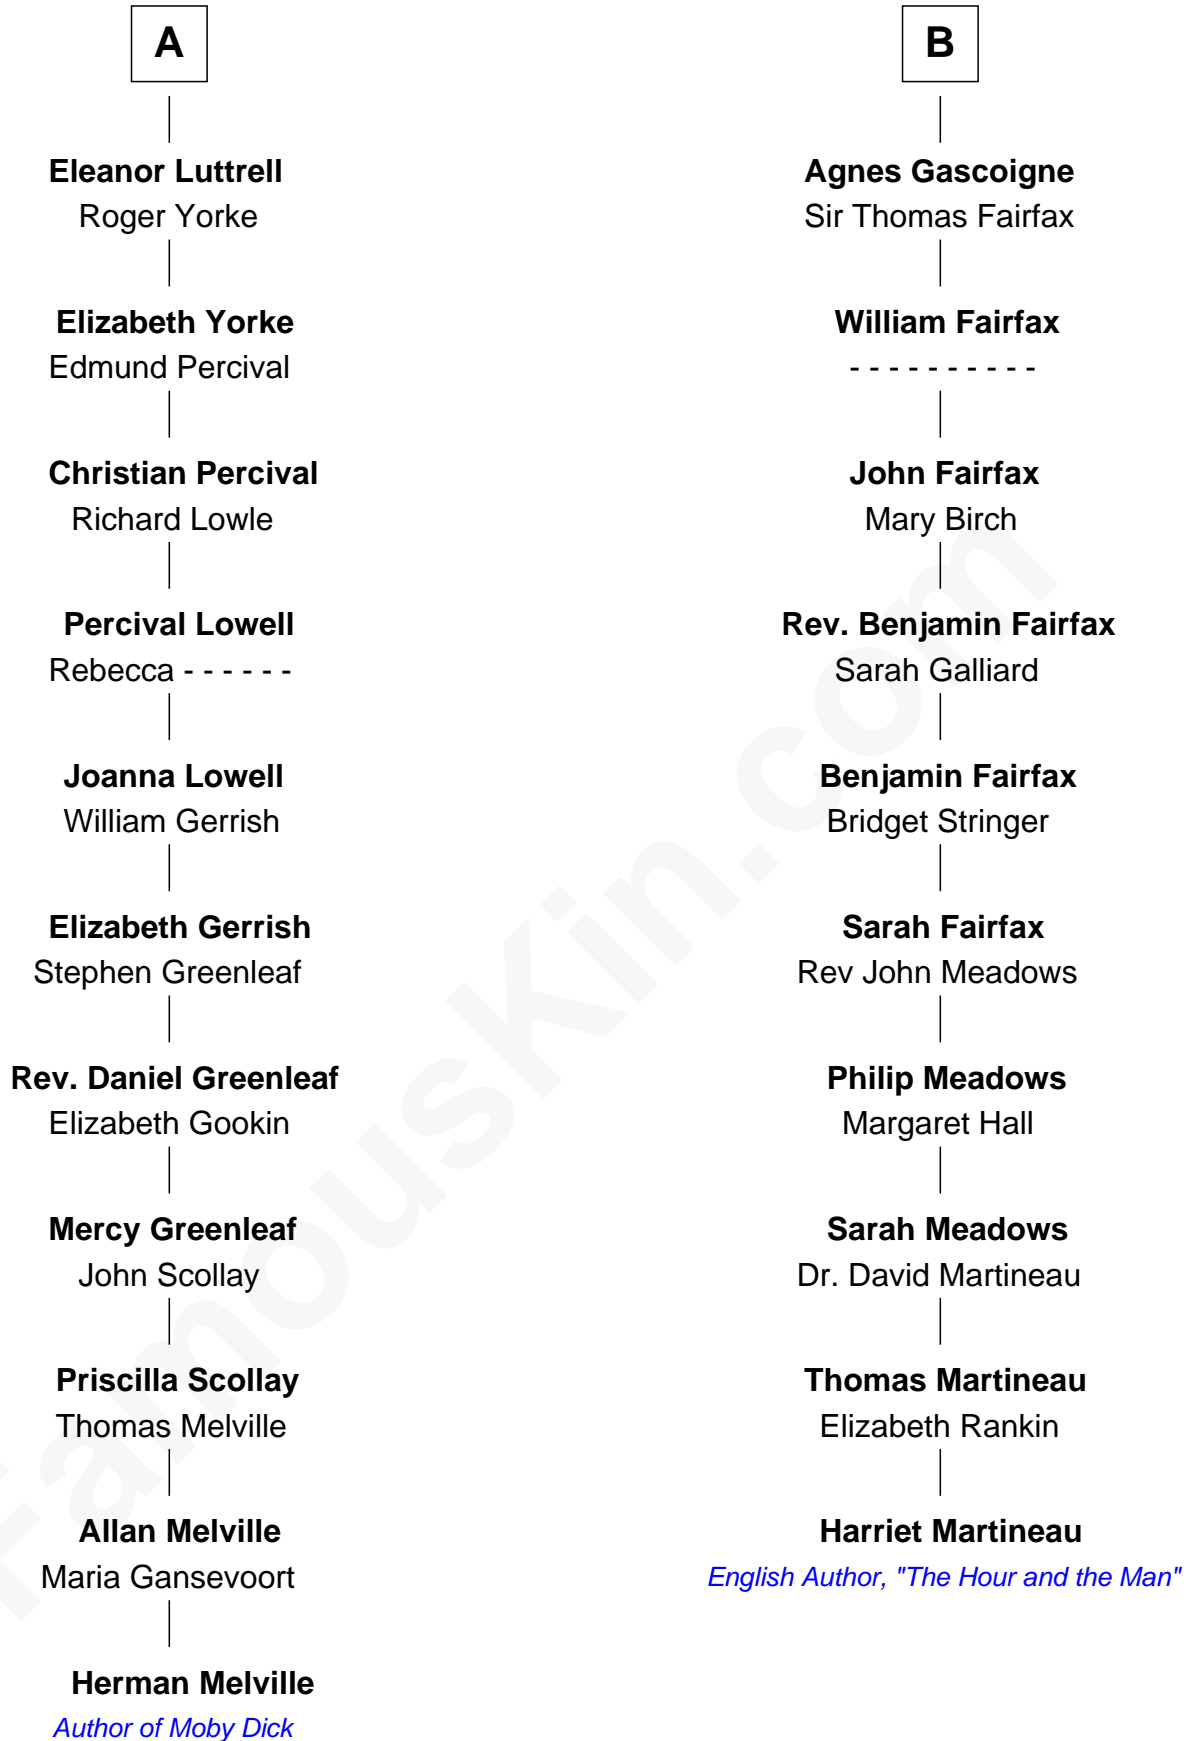 A
Eleanor Luttrell
Roger Yorke
Elizabeth Yorke
Edmund Percival
Christian Percival
Richard Lowle
Percival Lowell
Rebecca - - - - - -
Joanna Lowell
William Gerrish
Elizabeth Gerrish
Stephen Greenleaf
Rev. Daniel Greenleaf
Elizabeth Gookin
Mercy Greenleaf
John Scollay
Priscilla Scollay
Thomas Melville
Allan Melville
Maria Gansevoort
Herman Melville
Author of Moby Dick
B
Agnes Gascoigne
Sir Thomas Fairfax
William Fairfax
- - - - - - - - - -
John Fairfax
Mary Birch
Rev. Benjamin Fairfax
Sarah Galliard
Benjamin Fairfax
Bridget Stringer
Sarah Fairfax
Rev John Meadows
Philip Meadows
Margaret Hall
Sarah Meadows
Dr. David Martineau
Thomas Martineau
Elizabeth Rankin
Harriet Martineau
English Author, "The Hour and the Man"
FamousKin.com